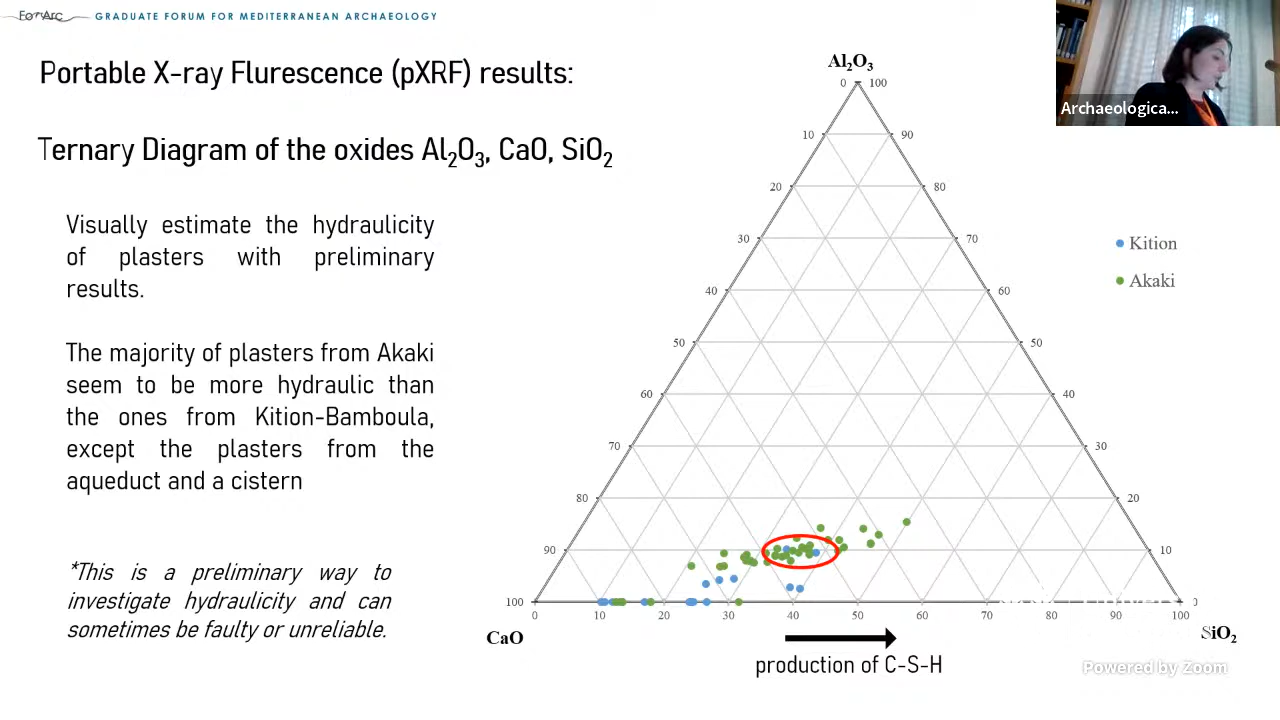 ForArc GRADUATE FORUM FOR MEDITERRANEAN ARCHAEOLOGY
Archaeologica...
Portable X-ray Flurescence (pXRF) results:
Ternary Diagram of the oxides Al₂O₃, CaO, SiO₂
Visually estimate the hydraulicity
of plasters with preliminary
results.
The majority of plasters from Akaki
seem to be more hydraulic than
the ones from Kition-Bamboula,
except the plasters from the
aqueduct and a cistern
*This is a preliminary way to
investigate hydraulicity and can
sometimes be faulty or unreliable.
Al₂O₃
0 100
10 90
20 80
30 70
40 60
50 50
60 40
70 30
80 20
90 10
100 0
0 10 20 30 40 50 60 70 80 90 100
CaO
SiO₂
production of C-S-H
Kition
Akaki
Powered by Zoom